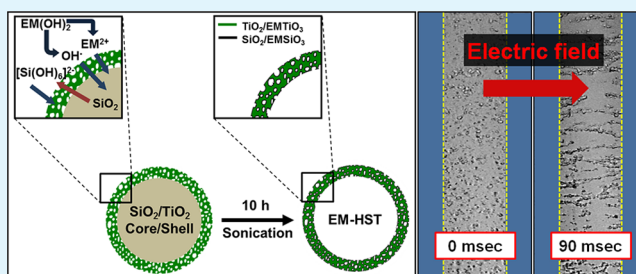 EM(OH)₂
EM²⁺
OH⁻
[Si(OH)₆]²⁻
SiO₂
TiO₂/EMTiO₃
SiO₂/EMSiO₃
SiO₂/TiO₂
Core/Shell
10 h
Sonication
EM-HST
Electric field
0 msec
90 msec